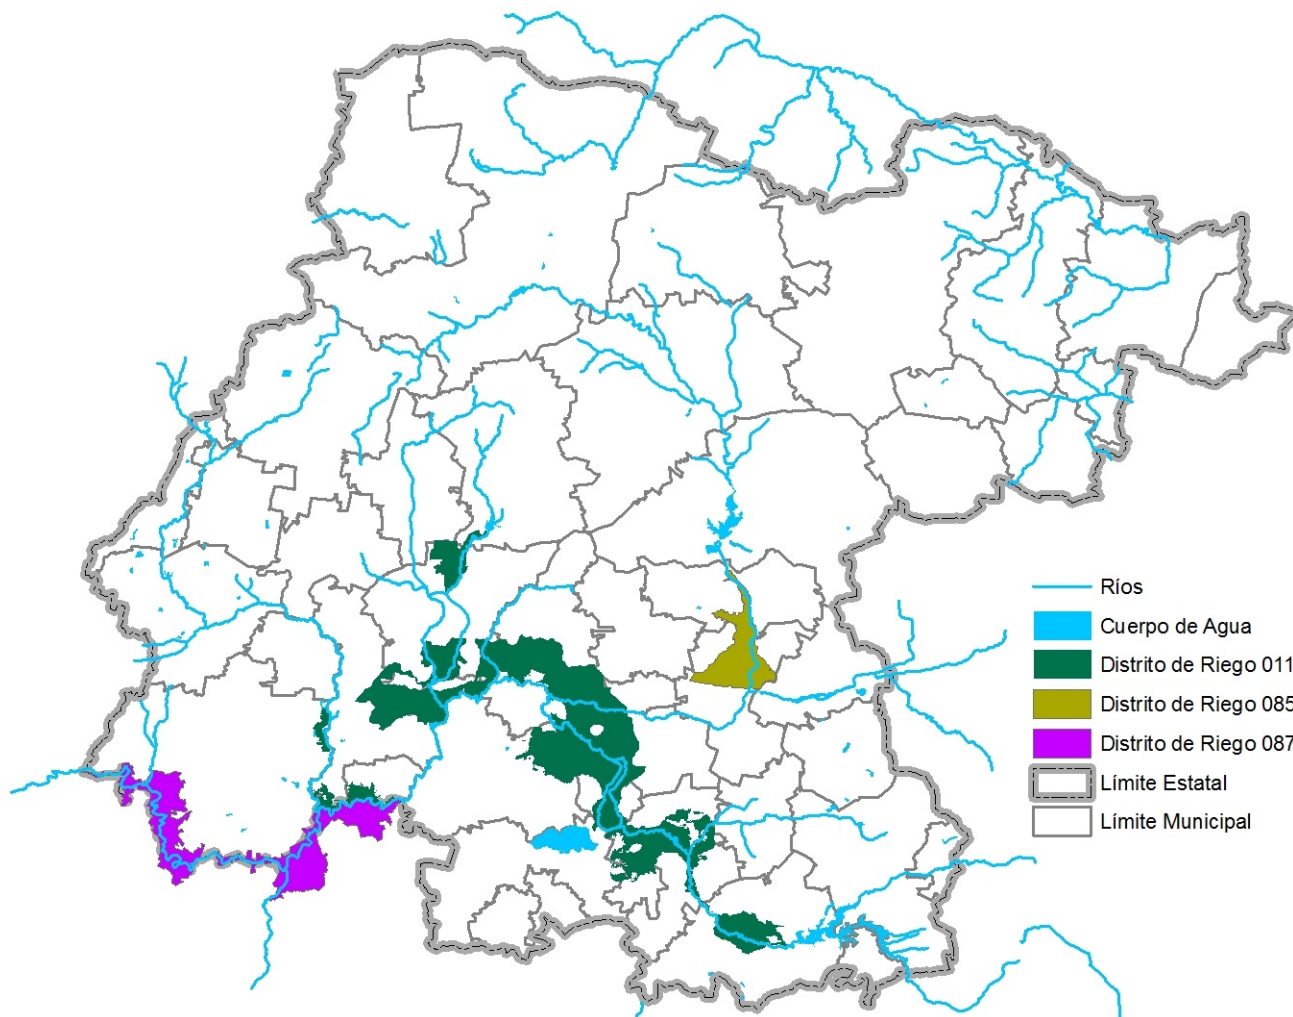 Ríos
Cuerpo de Agua
Distrito de Riego 011
Distrito de Riego 085
Distrito de Riego 087
Límite Estatal
Límite Municipal